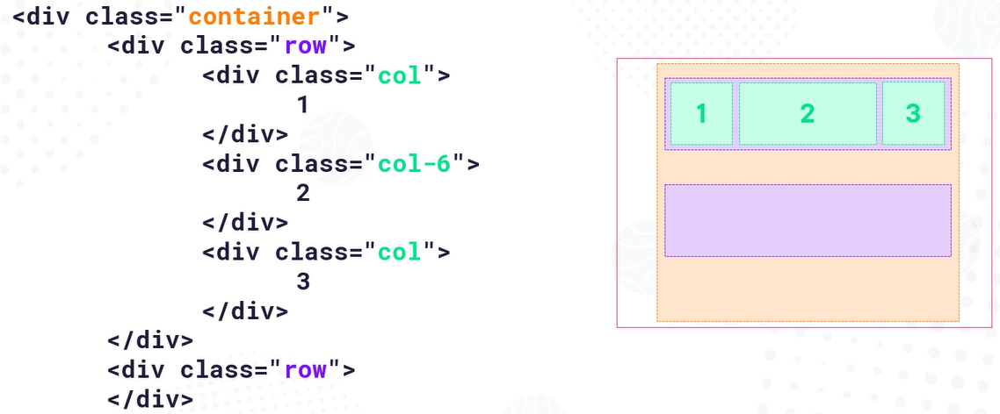 <div class="container">
<div class="row">
<div class="col">
1
</div>
<div class="col-6">
2
</div>
<div class="col">
3
</div>
</div>
<div class="row">
</div>
1 2 3